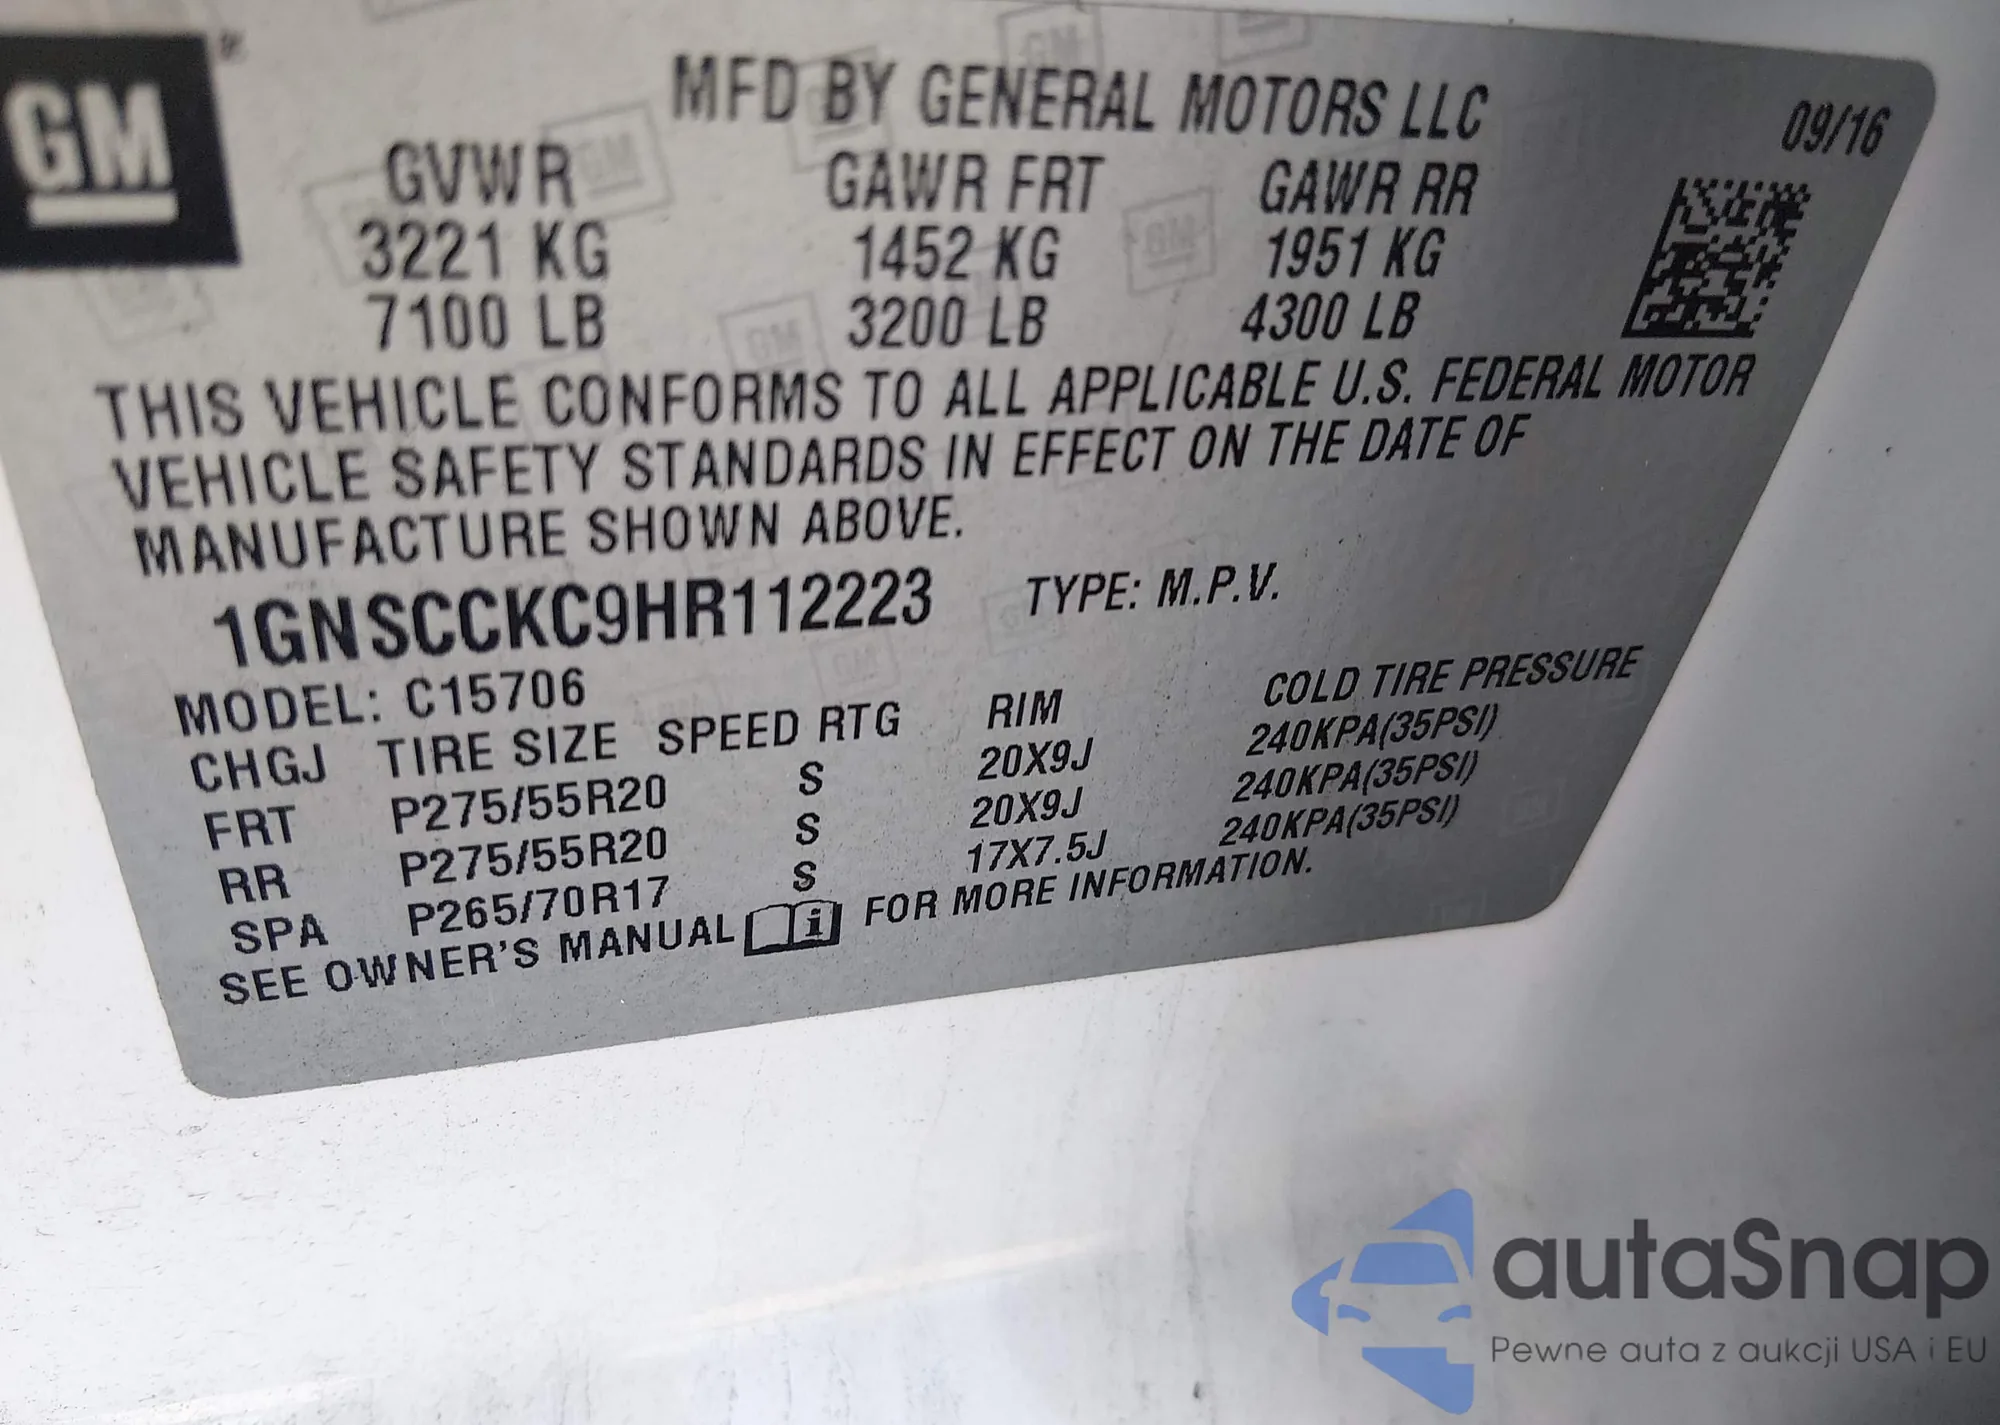 GM
MFD BY GENERAL MOTORS LLC 09/16
GVWR GAWR FRT GAWR RR
3221 KG 1452 KG 1951 KG
7100 LB 3200 LB 4300 LB
THIS VEHICLE CONFORMS TO ALL APPLICABLE U.S. FEDERAL MOTOR
VEHICLE SAFETY STANDARDS IN EFFECT ON THE DATE OF
MANUFACTURE SHOWN ABOVE.
1GNSCCKC9HR112223 TYPE: M.P.V.
MODEL: C15706
CHGJ TIRE SIZE SPEED RTG RIM COLD TIRE PRESSURE
FRT P275/55R20 S 20X9J 240KPA(35PSI)
RR P275/55R20 S 20X9J 240KPA(35PSI)
SPA P265/70R17 S 17X7.5J 240KPA(35PSI)
SEE OWNER'S MANUAL i FOR MORE INFORMATION.
autaSnap
Pewne auta z aukcji USA i EU